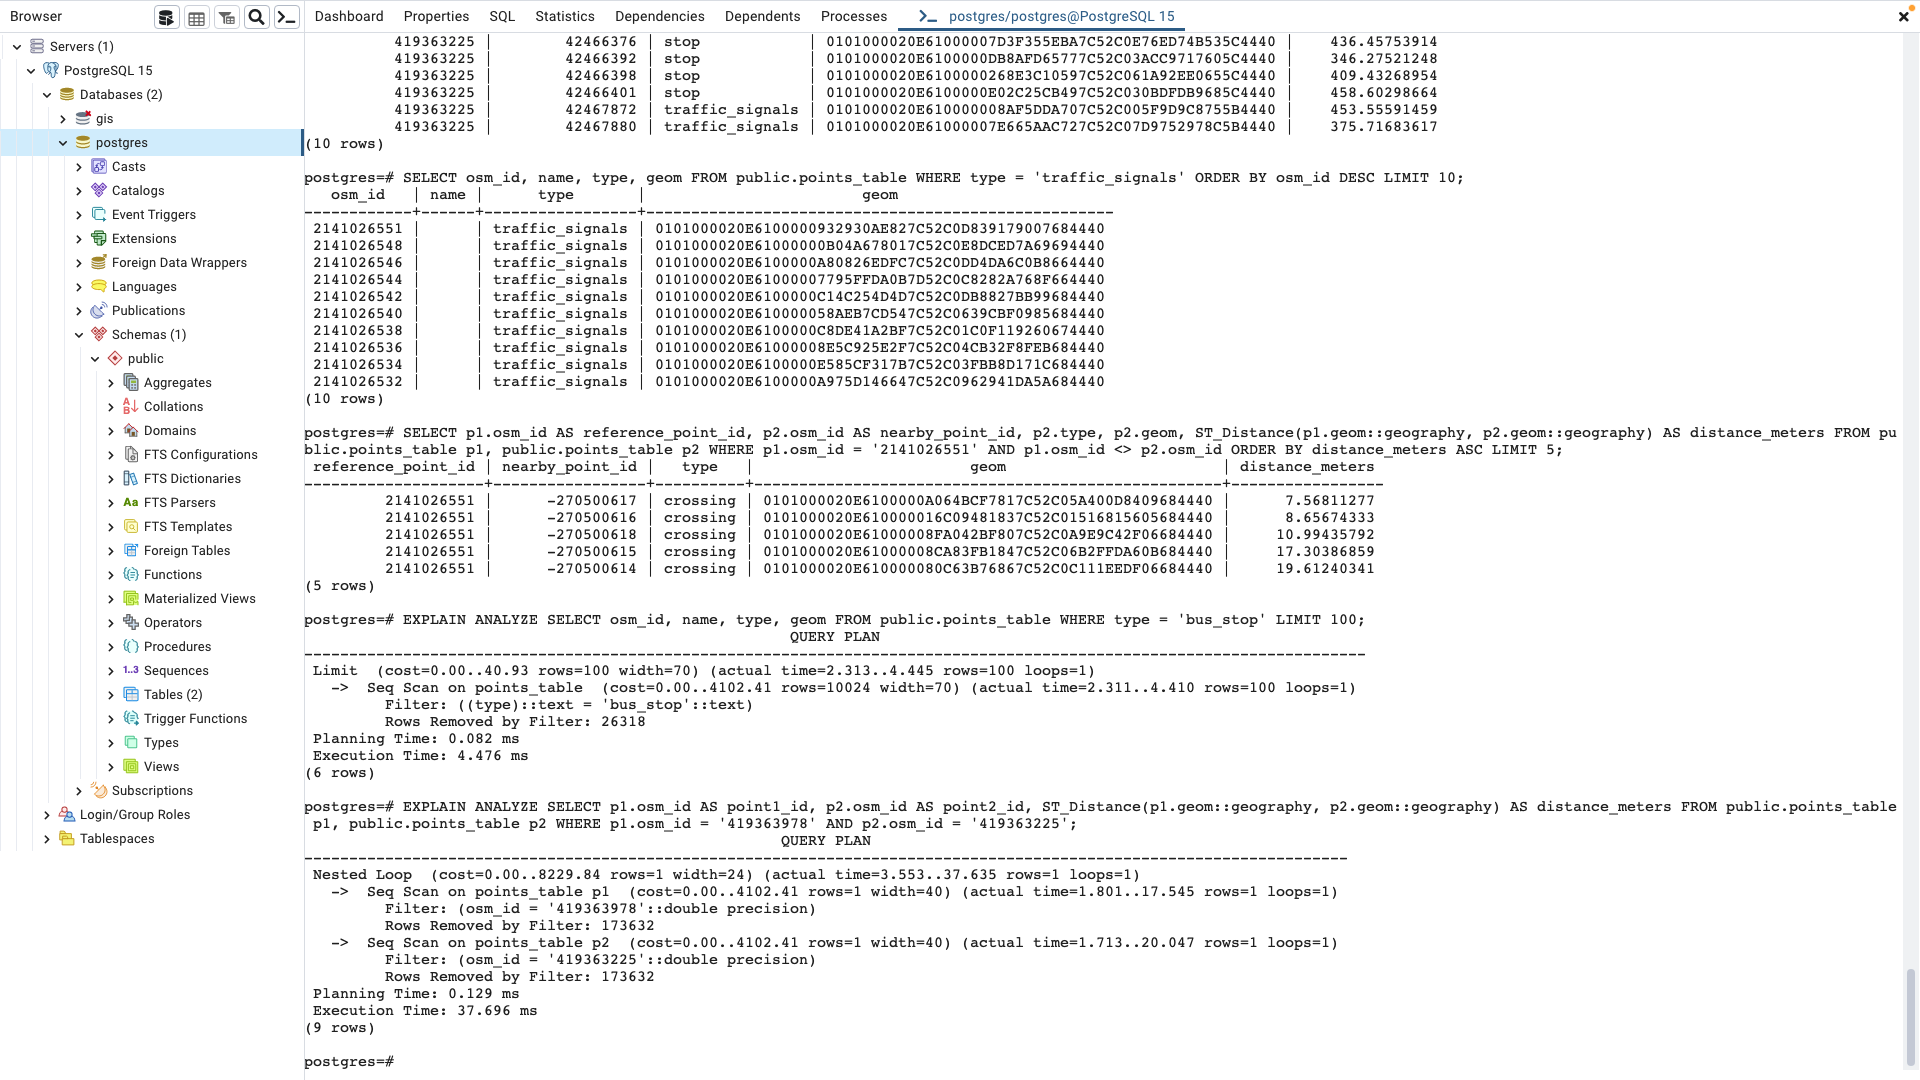 Browser
Dashboard Properties SQL Statistics Dependencies Dependents Processes postgres/postgres@PostgreSQL 15
Servers (1)
PostgreSQL 15
Databases (2)
gis
postgres
Casts
Catalogs
Event Triggers
Extensions
Foreign Data Wrappers
Languages
Publications
Schemas (1)
public
Aggregates
Collations
Domains
FTS Configurations
FTS Dictionaries
FTS Parsers
FTS Templates
Foreign Tables
Functions
Materialized Views
Operators
Procedures
Sequences
Tables (2)
Trigger Functions
Types
Views
Subscriptions
Login/Group Roles
Tablespaces
419363225 | 42466376 | stop | 0101000020E61000007D3F355EBA7C52C0E76ED74B535C4440 | 436.45753914
419363225 | 42466392 | stop | 0101000020E6100000DB8AFD65777C52C03ACC9717605C4440 | 346.27521248
419363225 | 42466398 | stop | 0101000020E6100000268E3C10597C52C061A92EE0655C4440 | 409.43268954
419363225 | 42466401 | stop | 0101000020E6100000E02C25CB497C52C030BDFDB9685C4440 | 458.60298664
419363225 | 42467872 | traffic_signals | 0101000020E61000008AF5DDA707C52C005F9D9C8755B4440 | 453.55591459
419363225 | 42467880 | traffic_signals | 0101000020E61000007E665AAC727C52C07D9752978C5B4440 | 375.71683617
(10 rows)
postgres=# SELECT osm_id, name, type, geom FROM public.points_table WHERE type = 'traffic_signals' ORDER BY osm_id DESC LIMIT 10;
osm_id | name | type | geom
------------+------+-----------------+----------------------------------------------------
2141026551 | | traffic_signals | 0101000020E6100000932930AE827C52C0D839179007684440
2141026548 | | traffic_signals | 0101000020E6100000B04A678017C52C0E8DCED7A69694440
2141026546 | | traffic_signals | 0101000020E6100000A80826EDFC7C52C0DD4DA6C0B8664440
2141026544 | | traffic_signals | 0101000020E61000007795FFDA0B7D52C0C8282A768F664440
2141026542 | | traffic_signals | 0101000020E6100000C14C254D4D7C52C0DB8827BB99684440
2141026540 | | traffic_signals | 0101000020E610000058AEB7CD547C52C0639CBF0985684440
2141026538 | | traffic_signals | 0101000020E6100000C8DE41A2BF7C52C01C0F119260674440
2141026536 | | traffic_signals | 0101000020E61000008E5C925E2F7C52C04CB32F8FEB684440
2141026534 | | traffic_signals | 0101000020E6100000E585CF317B7C52C03FBB8D171C684440
2141026532 | | traffic_signals | 0101000020E6100000A975D146647C52C0962941DA5A684440
(10 rows)
postgres=# SELECT p1.osm_id AS reference_point_id, p2.osm_id AS nearby_point_id, p2.type, p2.geom, ST_Distance(p1.geom::geography, p2.geom::geography) AS distance_meters FROM pu
blic.points_table p1, public.points_table p2 WHERE p1.osm_id = '2141026551' AND p1.osm_id <> p2.osm_id ORDER BY distance_meters ASC LIMIT 5;
reference_point_id | nearby_point_id | type | geom | distance_meters
--------------------+-----------------+----------+----------------------------------------------------+-----------------
2141026551 | -270500617 | crossing | 0101000020E6100000A064BCF7817C52C05A400D8409684440 | 7.56811277
2141026551 | -270500616 | crossing | 0101000020E610000016C09481837C52C01516815605684440 | 8.65674333
2141026551 | -270500618 | crossing | 0101000020E61000008FA042BF807C52C0A9E9C42F06684440 | 10.99435792
2141026551 | -270500615 | crossing | 0101000020E61000008CA83FB1847C52C06B2FFDA60B684440 | 17.30386859
2141026551 | -270500614 | crossing | 0101000020E610000080C63B76867C52C0C111EEDF06684440 | 19.61240341
(5 rows)
postgres=# EXPLAIN ANALYZE SELECT osm_id, name, type, geom FROM public.points_table WHERE type = 'bus_stop' LIMIT 100;
QUERY PLAN
----------------------------------------------------------------------------------------------------------------------
Limit (cost=0.00..40.93 rows=100 width=70) (actual time=2.313..4.445 rows=100 loops=1)
-> Seq Scan on points_table (cost=0.00..4102.41 rows=10024 width=70) (actual time=2.311..4.410 rows=100 loops=1)
Filter: ((type)::text = 'bus_stop'::text)
Rows Removed by Filter: 26318
Planning Time: 0.082 ms
Execution Time: 4.476 ms
(6 rows)
postgres=# EXPLAIN ANALYZE SELECT p1.osm_id AS point1_id, p2.osm_id AS point2_id, ST_Distance(p1.geom::geography, p2.geom::geography) AS distance_meters FROM public.points_table
p1, public.points_table p2 WHERE p1.osm_id = '419363978' AND p2.osm_id = '419363225';
QUERY PLAN
--------------------------------------------------------------------------------------------------------------------
Nested Loop (cost=0.00..8229.84 rows=1 width=24) (actual time=3.553..37.635 rows=1 loops=1)
-> Seq Scan on points_table p1 (cost=0.00..4102.41 rows=1 width=40) (actual time=1.801..17.545 rows=1 loops=1)
Filter: (osm_id = '419363978'::double precision)
Rows Removed by Filter: 173632
-> Seq Scan on points_table p2 (cost=0.00..4102.41 rows=1 width=40) (actual time=1.713..20.047 rows=1 loops=1)
Filter: (osm_id = '419363225'::double precision)
Rows Removed by Filter: 173632
Planning Time: 0.129 ms
Execution Time: 37.696 ms
(9 rows)
postgres=#